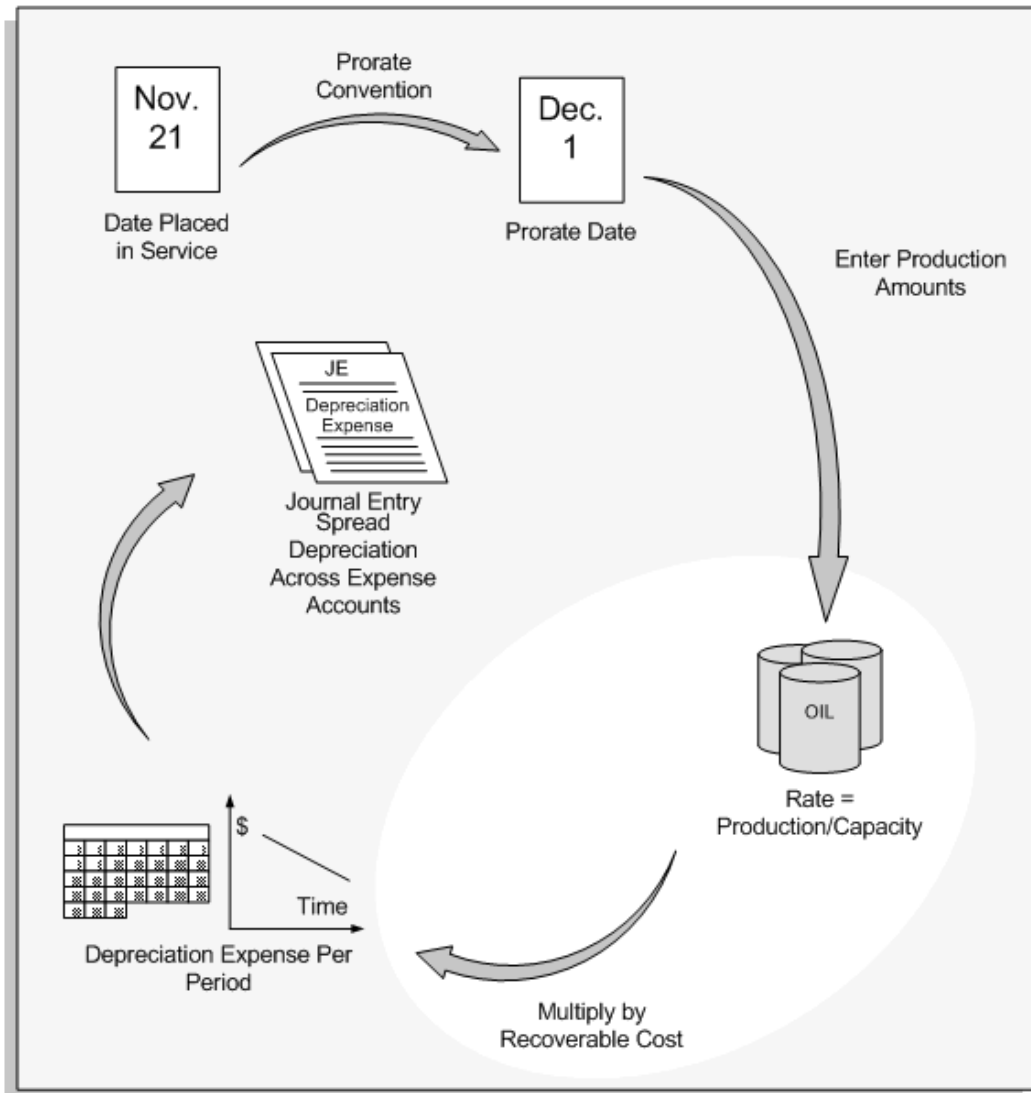 Nov.
21
Date Placed
in Service
Prorate
Convention
Dec.
1
Prorate Date
Enter Production
Amounts
OIL
Rate =
Production/Capacity
Multiply by
Recoverable Cost
$
Time
Depreciation Expense Per
Period
JE
Depreciation
Expense
Journal Entry
Spread
Depreciation
Across Expense
Accounts